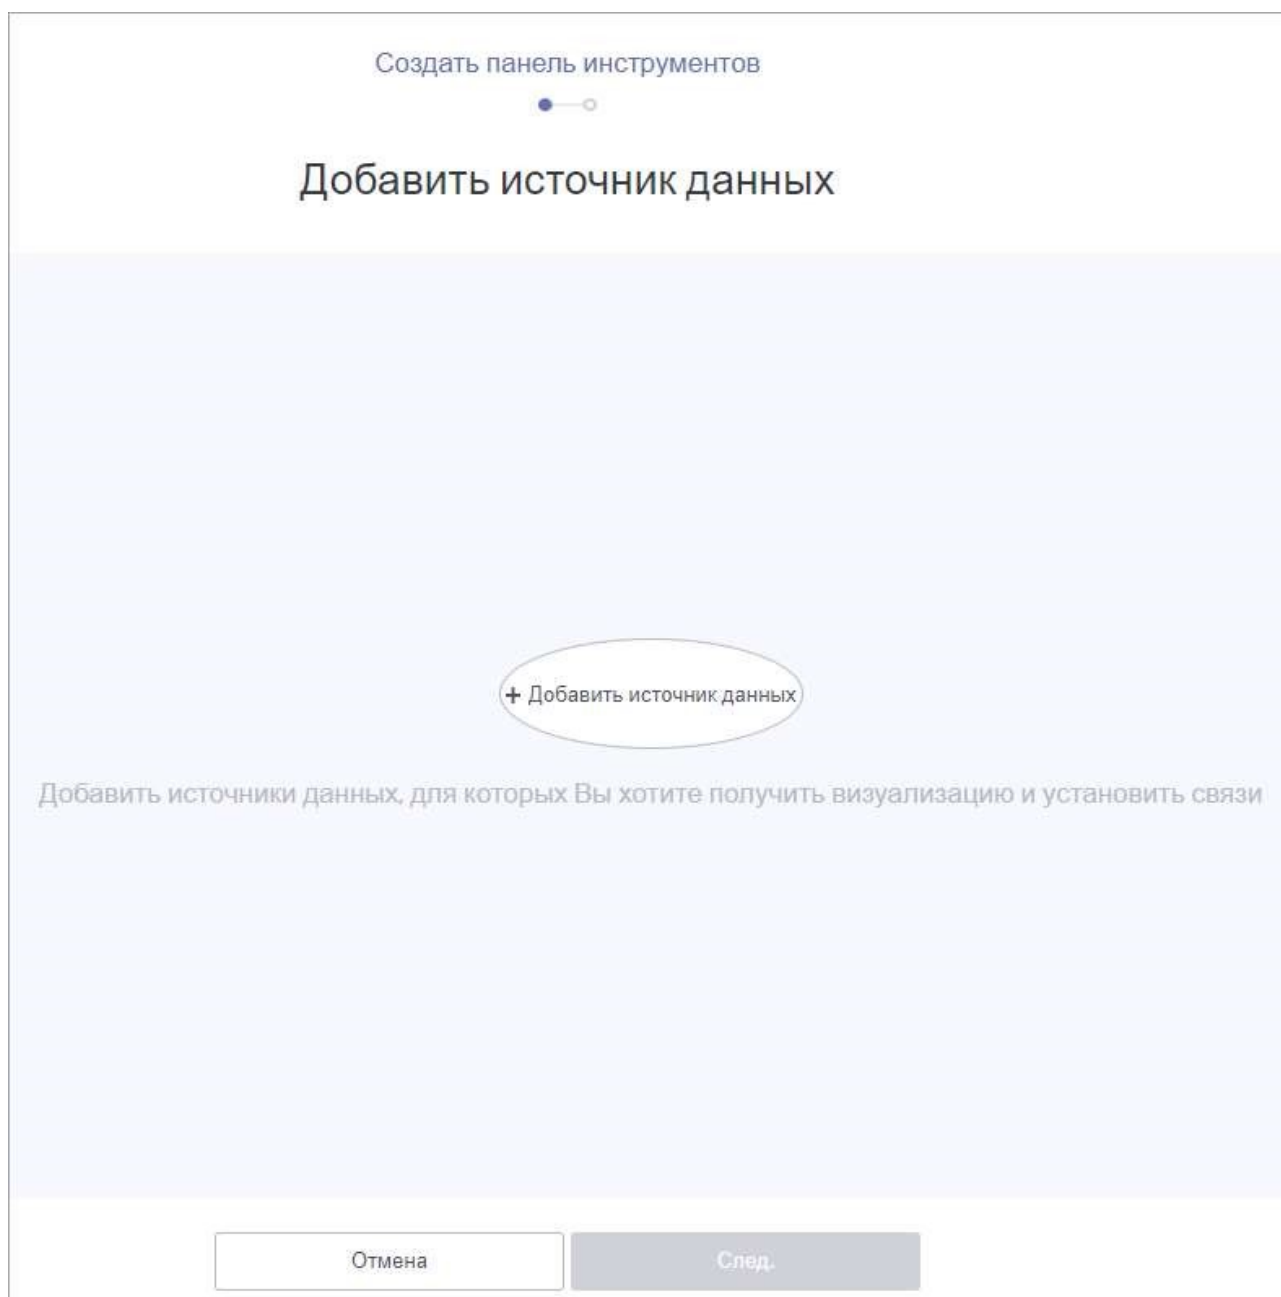 Создать панель инструментов
Добавить источник данных
+ Добавить источник данных
Добавить источники данных, для которых Вы хотите получить визуализацию и установить связи
Отмена
След.